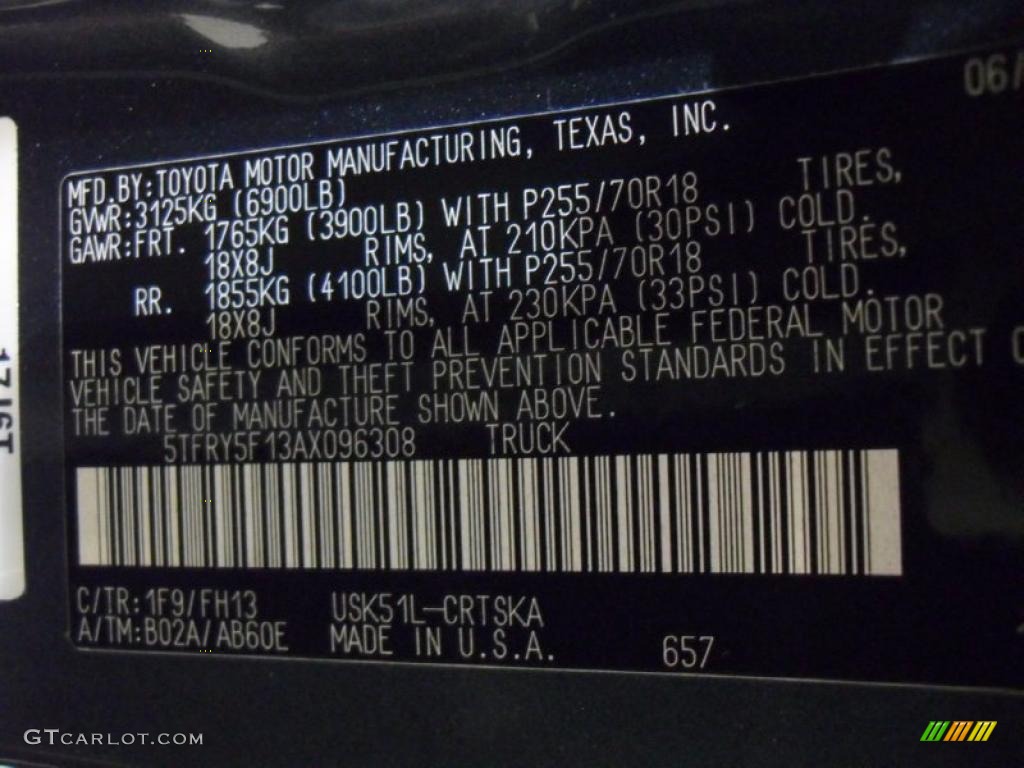 06/
MFD.BY:TOYOTA MOTOR MANUFACTURING, TEXAS, INC.
GVWR:3125KG (6900LB)
GAWR:FRT. 1765KG (3900LB) WITH P255/70R18 TIRES,
18X8J RIMS, AT 210KPA (30PSI) COLD.
RR. 1855KG (4100LB) WITH P255/70R18 TIRES,
18X8J RIMS, AT 230KPA (33PSI) COLD.
THIS VEHICLE CONFORMS TO ALL APPLICABLE FEDERAL MOTOR
VEHICLE SAFETY AND THEFT PREVENTION STANDARDS IN EFFECT
THE DATE OF MANUFACTURE SHOWN ABOVE.
5TFRY5F13AX096308 TRUCK
C/TR:1F9/FH13 USK51L-CRTSKA
A/TM:B02A/AB60E MADE IN U.S.A. 657
GTCARLOT.COM